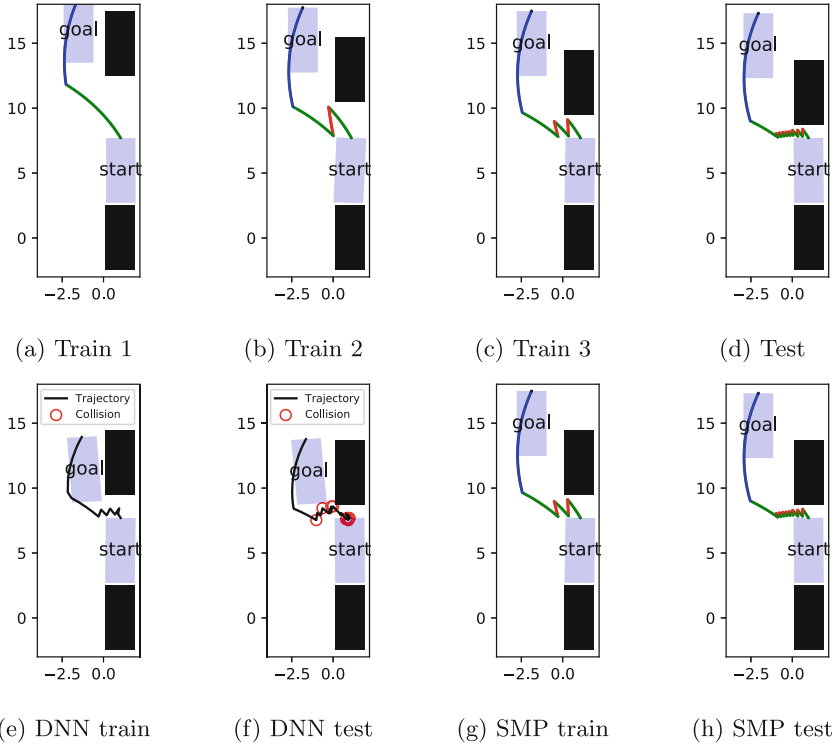 goal
start
15
10
5
0
−2.5 0.0
(a) Train 1
goal
start
15
10
5
0
−2.5 0.0
(b) Train 2
goal
start
15
10
5
0
−2.5 0.0
(c) Train 3
goal
start
15
10
5
0
−2.5 0.0
(d) Test
Trajectory
Collision
goal
start
15
10
5
0
−2.5 0.0
(e) DNN train
Trajectory
Collision
goal
start
15
10
5
0
−2.5 0.0
(f) DNN test
goal
start
15
10
5
0
−2.5 0.0
(g) SMP train
goal
start
15
10
5
0
−2.5 0.0
(h) SMP test